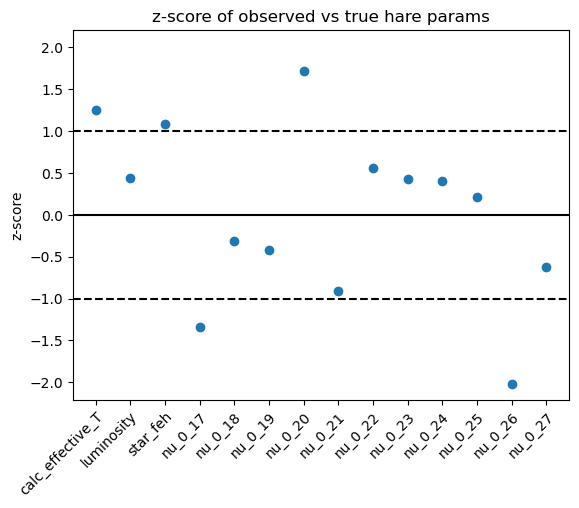 z-score of observed vs true hare params
2.0
1.5
1.0
0.5
0.0
−0.5
−1.0
−1.5
−2.0
z-score
calc_effective_T
luminosity
star_feh
nu_0_17
nu_0_18
nu_0_19
nu_0_20
nu_0_21
nu_0_22
nu_0_23
nu_0_24
nu_0_25
nu_0_26
nu_0_27